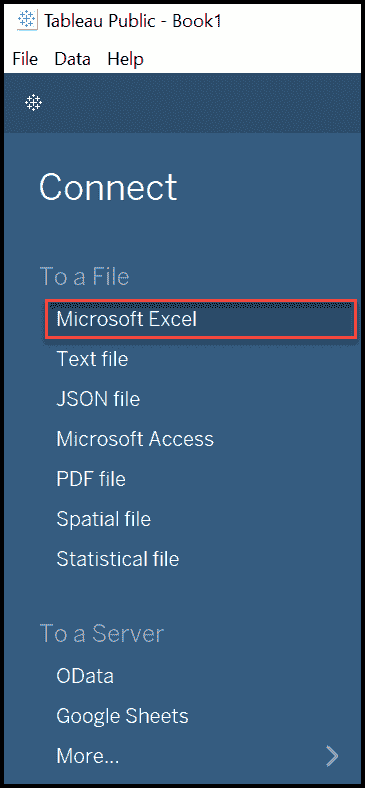 Tableau Public - Book1
File Data Help
Connect
To a File
Microsoft Excel
Text file
JSON file
Microsoft Access
PDF file
Spatial file
Statistical file
To a Server
OData
Google Sheets
More...